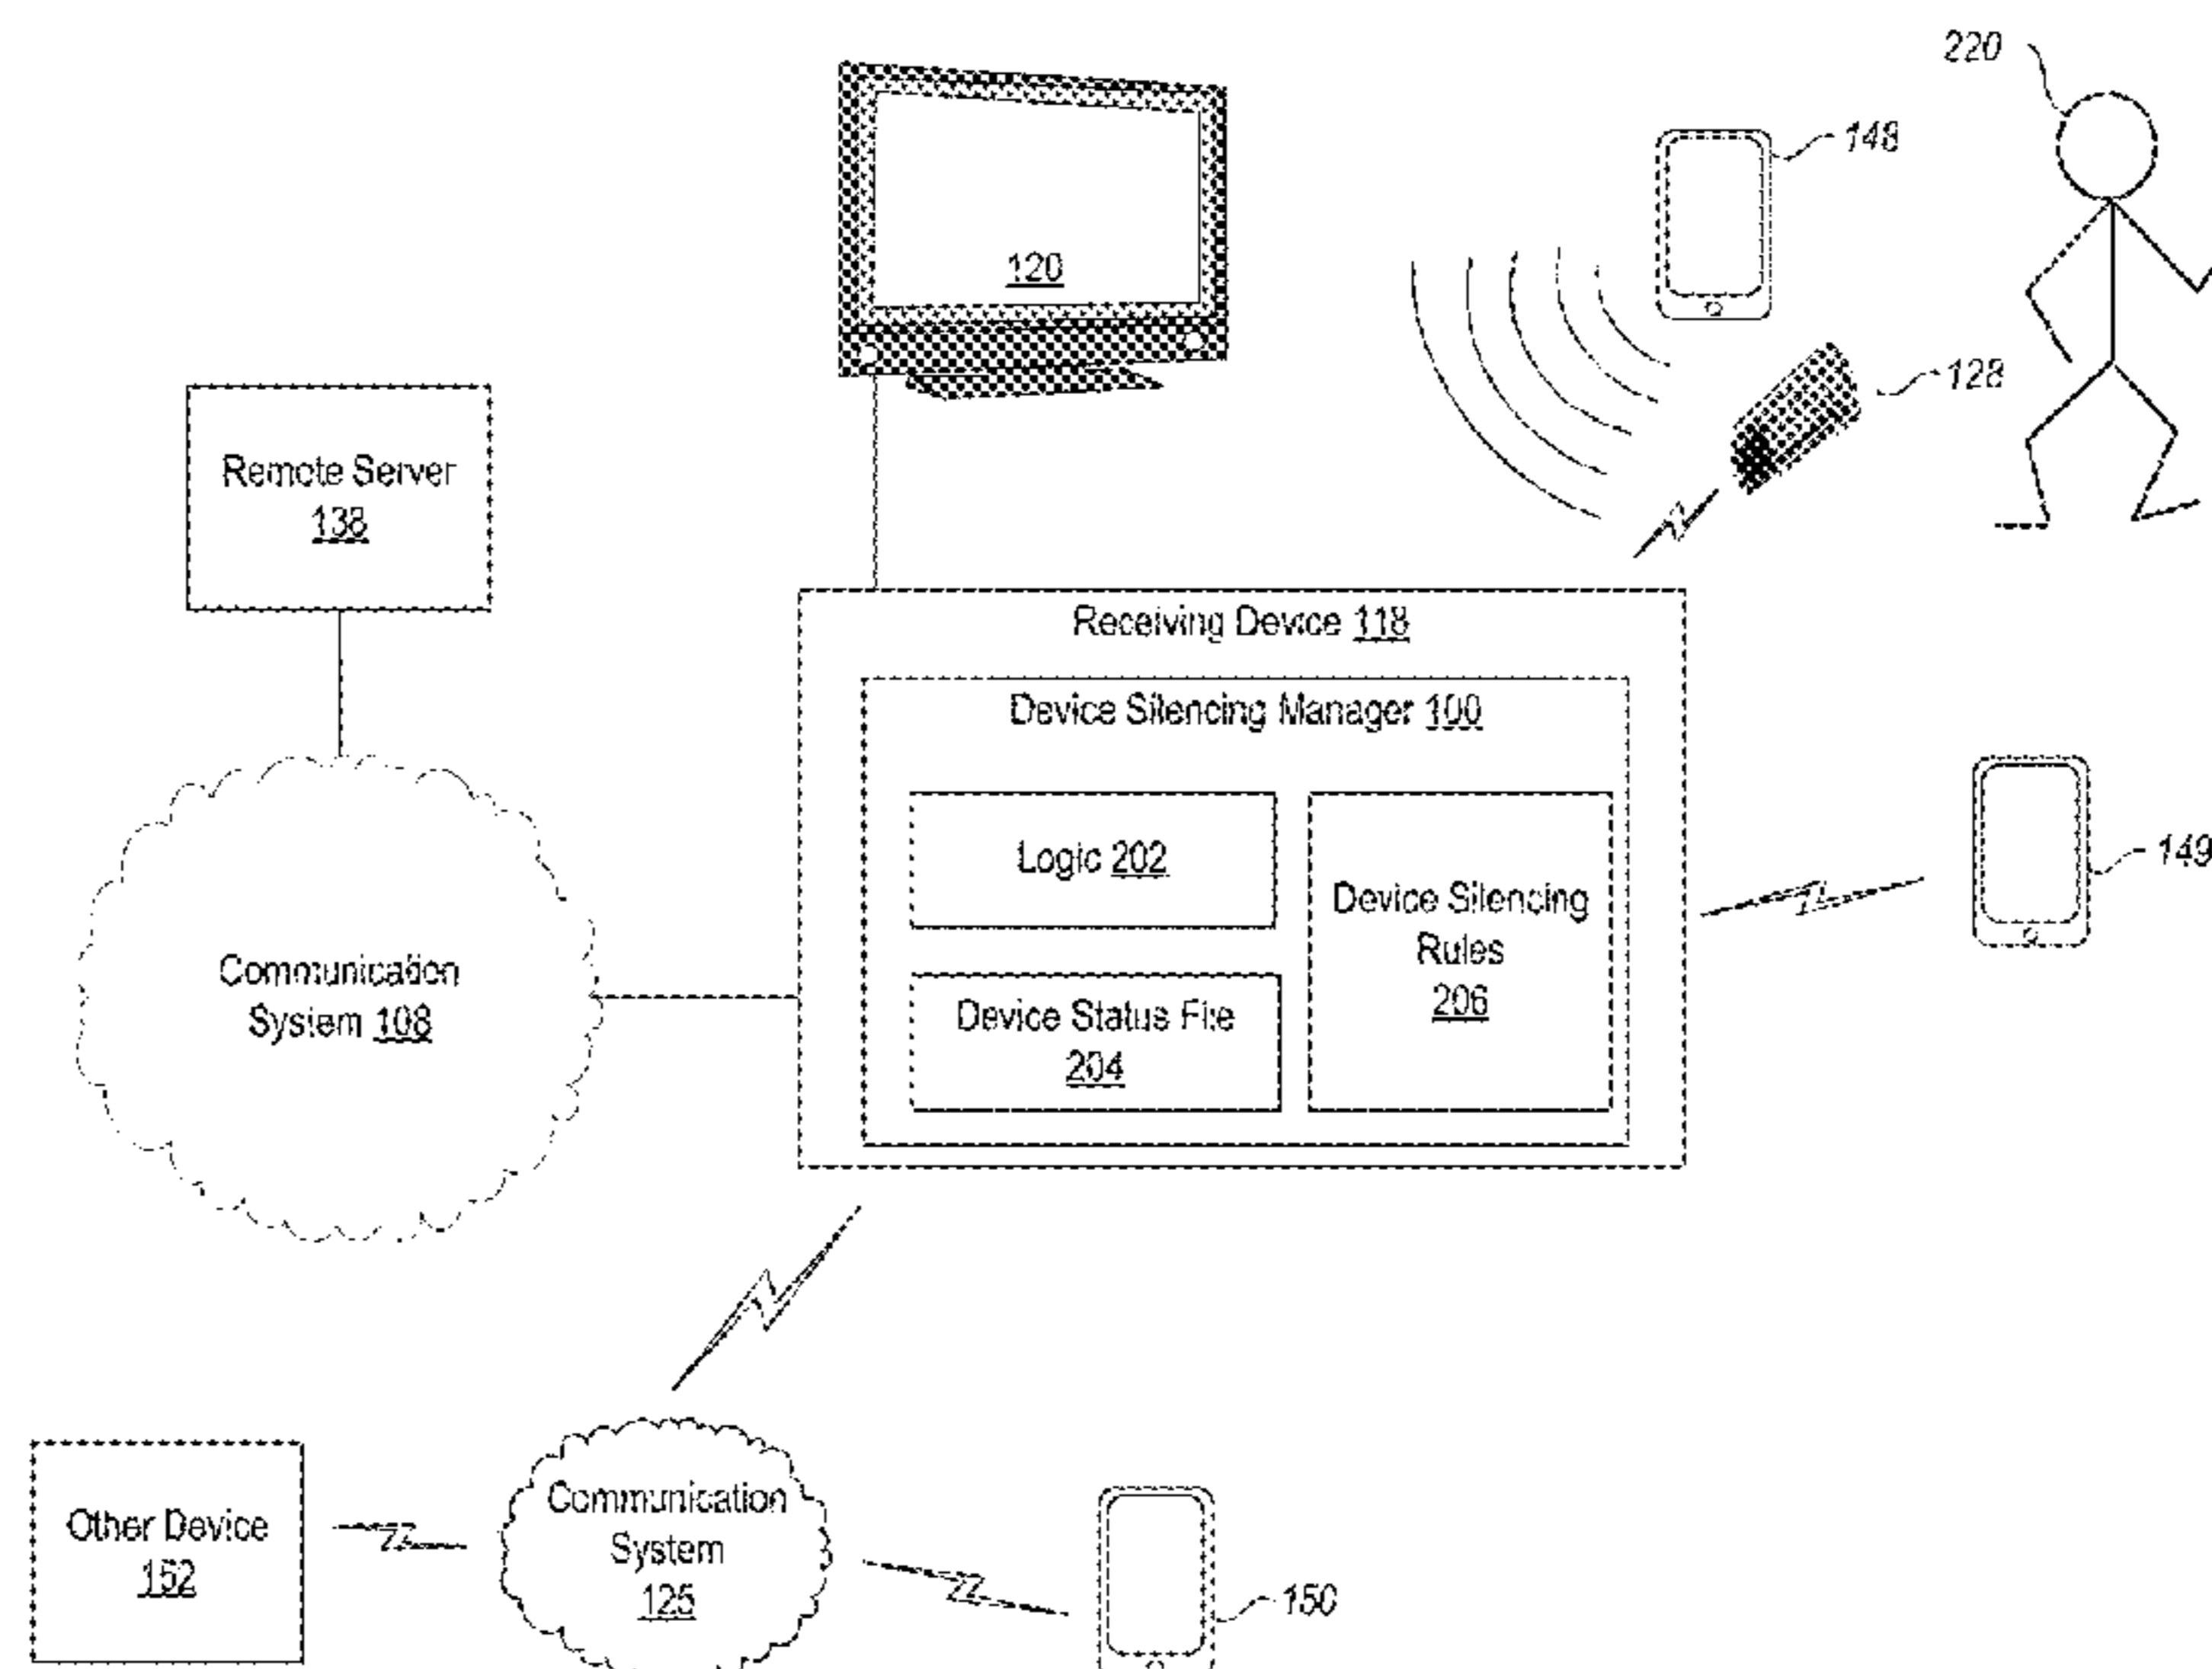 220
148
120
128
Remote Server
138
Receiving Device 118
Device Silencing Manager 100
Logic 202
Device Silencing
Rules
206
149
Communication
System 108
Device Status File
204
Other Device
152
Communication
System
125
150